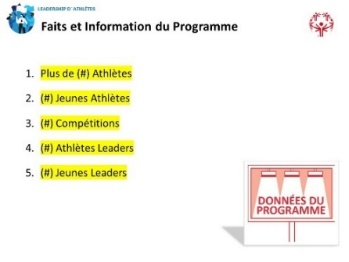 LEADERSHIP D'ATHLÈTES
Faits et Information du Programme
1. Plus de (#) Athlètes
2. (#) Jeunes Athlètes
3. (#) Compétitions
4. (#) Athlètes Leaders
5. (#) Jeunes Leaders
DONNÉES DU
PROGRAMME